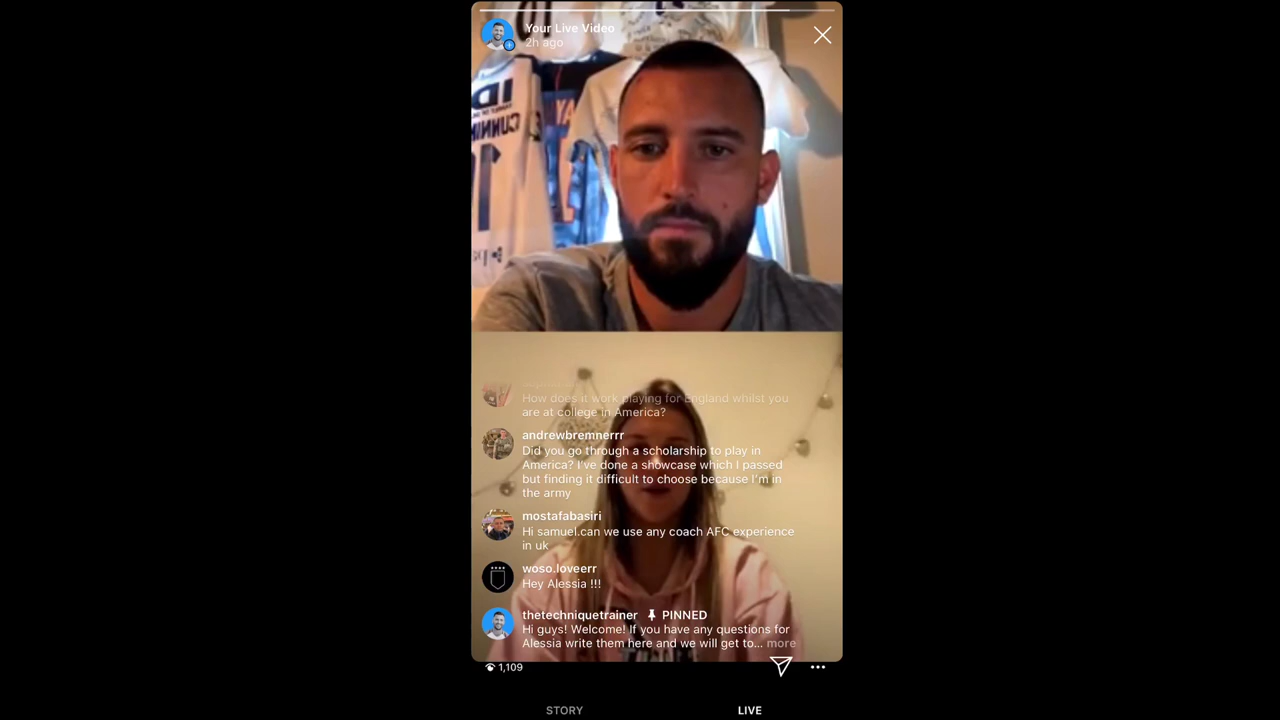 Your Live Video
2h ago
How does it work playing for England whilst you
are at college in America?
andrewbremnerrr
Did you go through a scholarship to play in
America? I've done a showcase which I passed
but finding it difficult to choose because I'm in
the army
mostafabasiri
Hi samuel.can we use any coach AFC experience
in uk
woso.loveerr
Hey Alessia !!!
thetechniquetrainer PINNED
Hi guys! Welcome! If you have any questions for
Alessia write them here and we will get to... more
1,109
STORY
LIVE